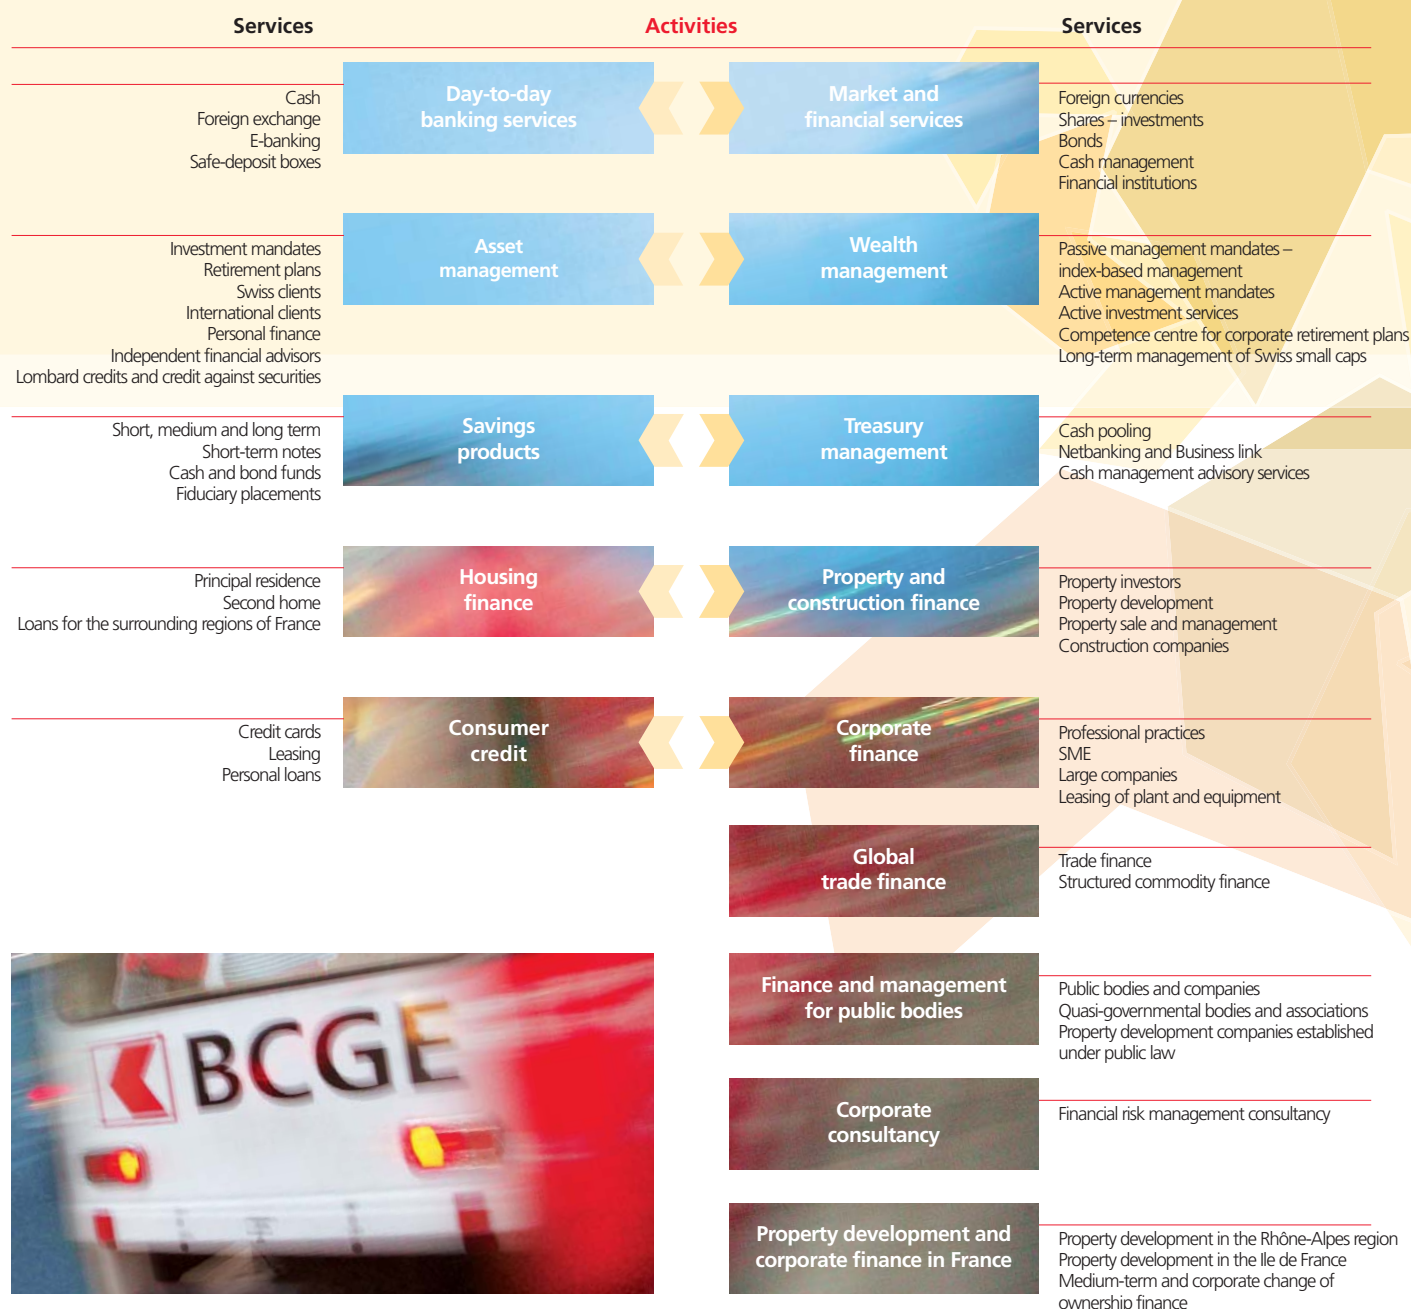 Services
Activities
Services
Cash
Foreign exchange
E-banking
Safe-deposit boxes
Day-to-day
banking services
Market and
financial services
Foreign currencies
Shares – investments
Bonds
Cash management
Financial institutions
Investment mandates
Retirement plans
Swiss clients
International clients
Personal finance
Independent financial advisors
Lombard credits and credit against securities
Asset
management
Wealth
management
Passive management mandates –
index-based management
Active management mandates
Active investment services
Competence centre for corporate retirement plans
Long-term management of Swiss small caps
Short, medium and long term
Short-term notes
Cash and bond funds
Fiduciary placements
Savings
products
Treasury
management
Cash pooling
Netbanking and Business link
Cash management advisory services
Principal residence
Second home
Loans for the surrounding regions of France
Housing
finance
Property and
construction finance
Property investors
Property development
Property sale and management
Construction companies
Credit cards
Leasing
Personal loans
Consumer
credit
Corporate
finance
Professional practices
SME
Large companies
Leasing of plant and equipment
Global
trade finance
Trade finance
Structured commodity finance
BCGE
Finance and management
for public bodies
Public bodies and companies
Quasi-governmental bodies and associations
Property development companies established
under public law
Corporate
consultancy
Financial risk management consultancy
Property development and
corporate finance in France
Property development in the Rhône-Alpes region
Property development in the Ile de France
Medium-term and corporate change of
ownership finance